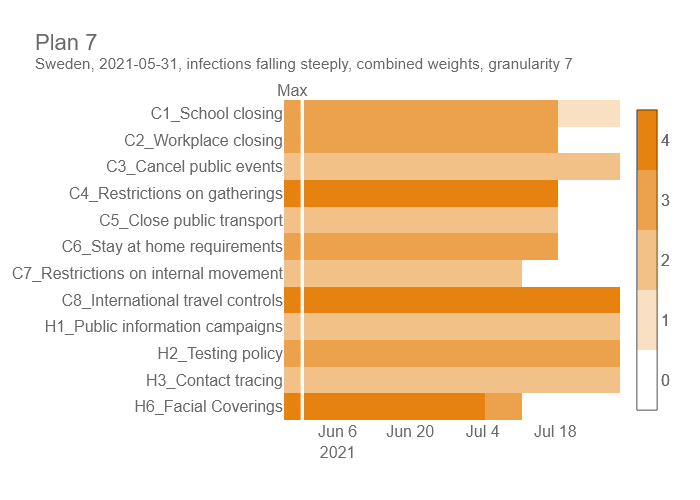 Plan 7
Sweden, 2021-05-31, infections falling steeply, combined weights, granularity 7
Max
C1_School closing
C2_Workplace closing
C3_Cancel public events
C4_Restrictions on gatherings
C5_Close public transport
C6_Stay at home requirements
C7_Restrictions on internal movement
C8_International travel controls
H1_Public information campaigns
H2_Testing policy
H3_Contact tracing
H6_Facial Coverings
Jun 6 Jun 20 Jul 4 Jul 18
2021
4
3
2
1
0